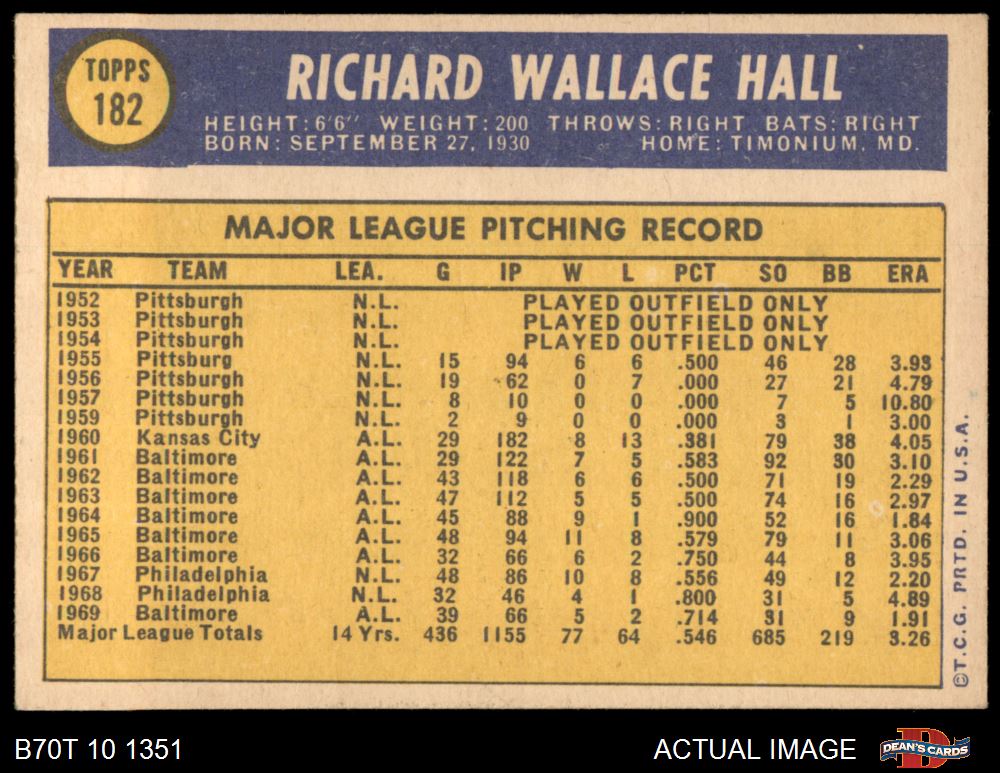 TOPPS
182
RICHARD WALLACE HALL
HEIGHT: 6'6" WEIGHT: 200 THROWS: RIGHT BATS: RIGHT
BORN: SEPTEMBER 27, 1930 HOME: TIMONIUM, MD.
MAJOR LEAGUE PITCHING RECORD
YEAR TEAM LEA. G IP W L PCT SO BB ERA
1952 Pittsburgh N.L. PLAYED OUTFIELD ONLY
1953 Pittsburgh N.L. PLAYED OUTFIELD ONLY
1954 Pittsburgh N.L. PLAYED OUTFIELD ONLY
1955 Pittsburg N.L. 15 94 6 6 .500 46 28 3.93
1956 Pittsburgh N.L. 19 62 0 7 .000 27 21 4.79
1957 Pittsburgh N.L. 8 10 0 0 .000 7 5 10.80
1959 Pittsburgh N.L. 2 9 0 0 .000 3 1 3.00
1960 Kansas City A.L. 29 182 8 13 .381 79 38 4.05
1961 Baltimore A.L. 29 122 7 5 .583 92 30 3.10
1962 Baltimore A.L. 43 118 6 6 .500 71 19 2.29
1963 Baltimore A.L. 47 112 5 5 .500 74 16 2.97
1964 Baltimore A.L. 45 88 9 1 .900 52 16 1.84
1965 Baltimore A.L. 48 94 11 8 .579 79 11 3.06
1966 Baltimore A.L. 32 66 6 2 .750 44 8 3.95
1967 Philadelphia N.L. 48 86 10 8 .556 49 12 2.20
1968 Philadelphia N.L. 32 46 4 1 .800 31 5 4.89
1969 Baltimore A.L. 39 66 5 2 .714 31 9 1.91
Major League Totals 14 Yrs. 436 1155 77 64 .546 685 219 3.26
©T.C.G. PRTD. IN U.S.A.
B70T 10 1351 ACTUAL IMAGE
DEAN'S CARDS